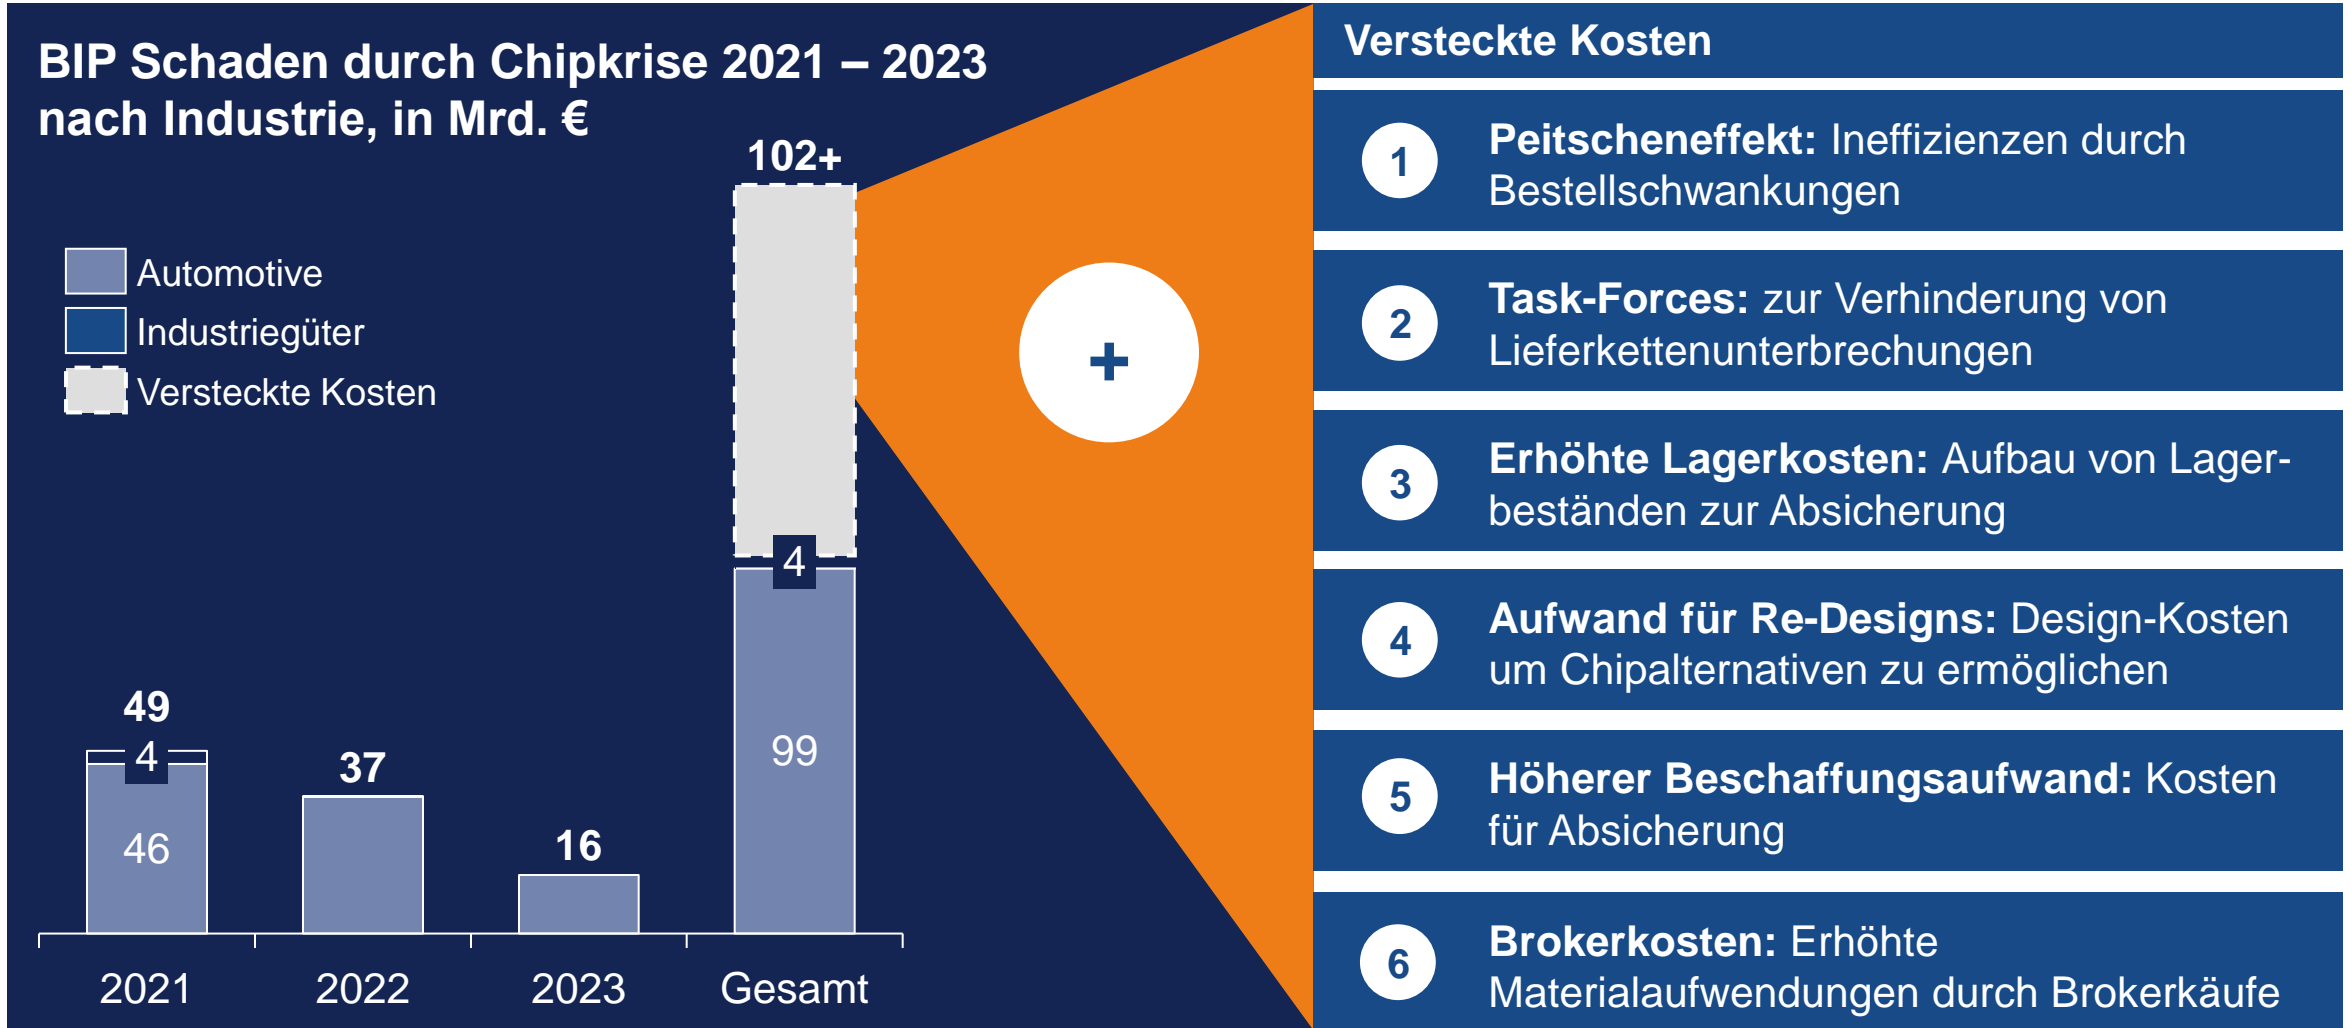 BIP Schaden durch Chipkrise 2021 – 2023
nach Industrie, in Mrd. €
Automotive
Industriegüter
Versteckte Kosten
49
4
46
37
16
102+
4
99
2021
2022
2023
Gesamt
+
Versteckte Kosten
1
Peitscheneffekt: Ineffizienzen durch
Bestellschwankungen
2
Task-Forces: zur Verhinderung von
Lieferkettenunterbrechungen
3
Erhöhte Lagerkosten: Aufbau von Lager-
beständen zur Absicherung
4
Aufwand für Re-Designs: Design-Kosten
um Chipalternativen zu ermöglichen
5
Höherer Beschaffungsaufwand: Kosten
für Absicherung
6
Brokerkosten: Erhöhte
Materialaufwendungen durch Brokerkäufe